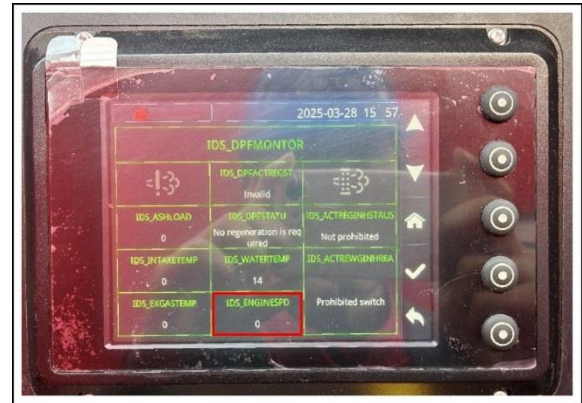 2025-03-28 15 57
IDS_DPFMONTOR
IDS_DPFACTREGST
Invalid
IDS_ASHLOAD
0
IDS_DPFSTATU
No regeneration is req
uired
IDS_ACTREGINHSTAUS
Not prohibited
IDS_INTAKETEMP
0
IDS_WATERTEMP
14
IDS_ACTREWGINHREA
Prohibited switch
IDS_EXGASTEMP
0
IDS_ENGINESPD
0